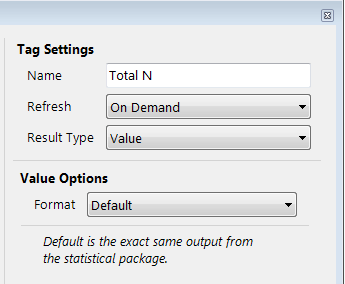 Tag Settings
Name Total N
Refresh On Demand
Result Type Value
Value Options
Format Default
Default is the exact same output from
the statistical package.